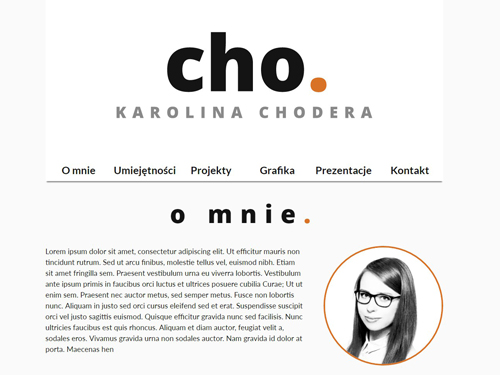 cho.
KAROLINA CHODERA
O mnie Umiejętności Projekty Grafika Prezentacje Kontakt
o mnie.
Lorem ipsum dolor sit amet, consectetur adipiscing elit. Ut efficitur mauris non
tincidunt rutrum. Sed ut arcu finibus, molestie tellus vel, euismod nibh. Etiam
sit amet fringilla sem. Praesent vestibulum urna eu viverra lobortis. Vestibulum
ante ipsum primis in faucibus orci luctus et ultrices posuere cubilia Curae; Ut ut
enim sem. Praesent nec auctor metus, sed semper metus. Fusce non lobortis
nunc. Aliquam in justo sed orci cursus eleifend sed et erat. Suspendisse suscipit
orci vel justo sagittis euismod. Quisque efficitur gravida nunc sed facilisis. Nunc
ultricies faucibus est quis rhoncus. Aliquam et diam auctor, feugiat velit a,
sodales eros. Vivamus gravida urna non sodales auctor. Nam gravida id dolor at
porta. Maecenas hen